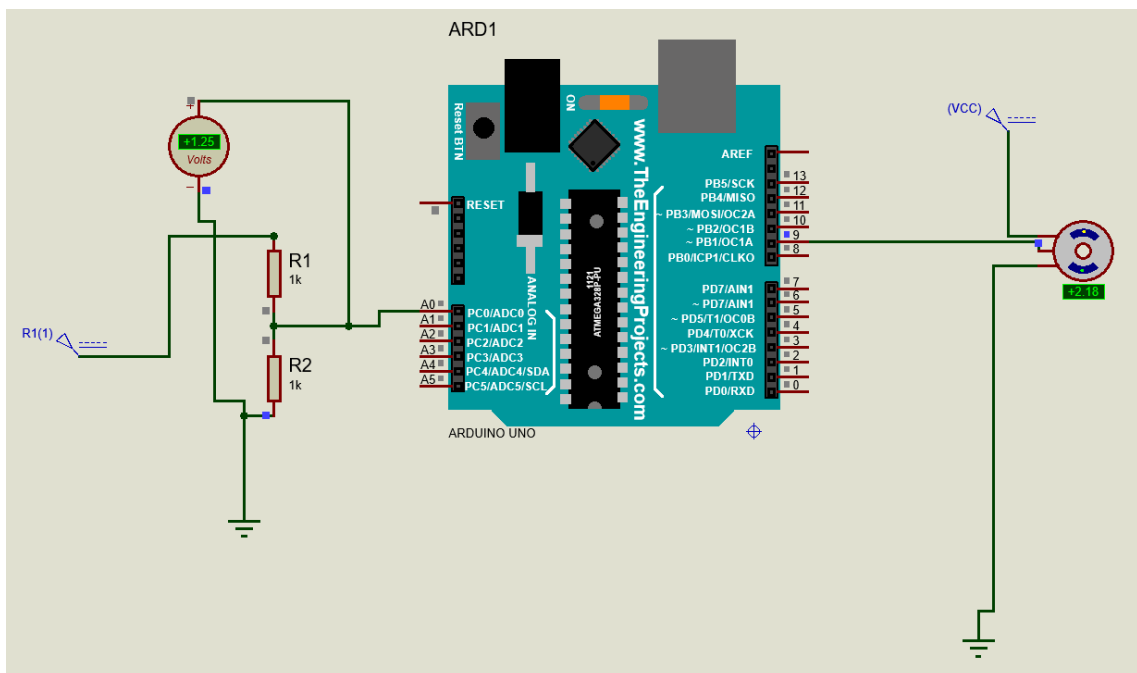 ARD1
(VCC)
+
+1.25
Volts
−
R1
1k
R1(1)
R2
1k
Reset BTN
ON
www.TheEngineeringProjects.com
RESET
ANALOG IN
1121
ATMEGA328P-PU
A0 PC0/ADC0
A1 PC1/ADC1
A2 PC2/ADC2
A3 PC3/ADC3
A4 PC4/ADC4/SDA
A5 PC5/ADC5/SCL
AREF
PB5/SCK 13
PB4/MISO 12
~ PB3/MOSI/OC2A 11
~ PB2/OC1B 10
~ PB1/OC1A 9
PB0/ICP1/CLKO 8
PD7/AIN1 7
~ PD7/AIN1 6
~ PD5/T1/OC0B 5
PD4/T0/XCK 4
~ PD3/INT1/OC2B 3
PD2/INT0 2
PD1/TXD 1
PD0/RXD 0
+2.18
ARDUINO UNO